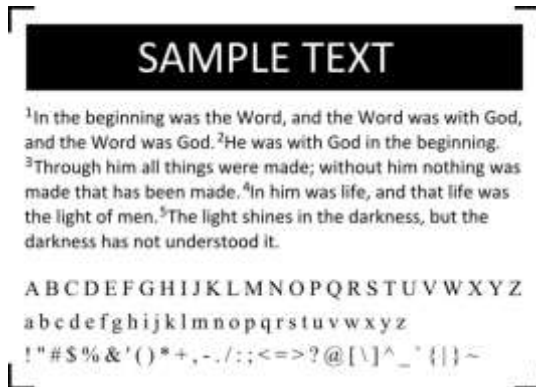 SAMPLE TEXT
¹In the beginning was the Word, and the Word was with God,
and the Word was God. ²He was with God in the beginning.
³Through him all things were made; without him nothing was
made that has been made. ⁴In him was life, and that life was
the light of men. ⁵The light shines in the darkness, but the
darkness has not understood it.
A B C D E F G H I J K L M N O P Q R S T U V W X Y Z
a b c d e f g h i j k l m n o p q r s t u v w x y z
! " # $ % & ' ( ) * + , - . / : ; < = > ? @ [ \ ] ^ _ ` { | } ~